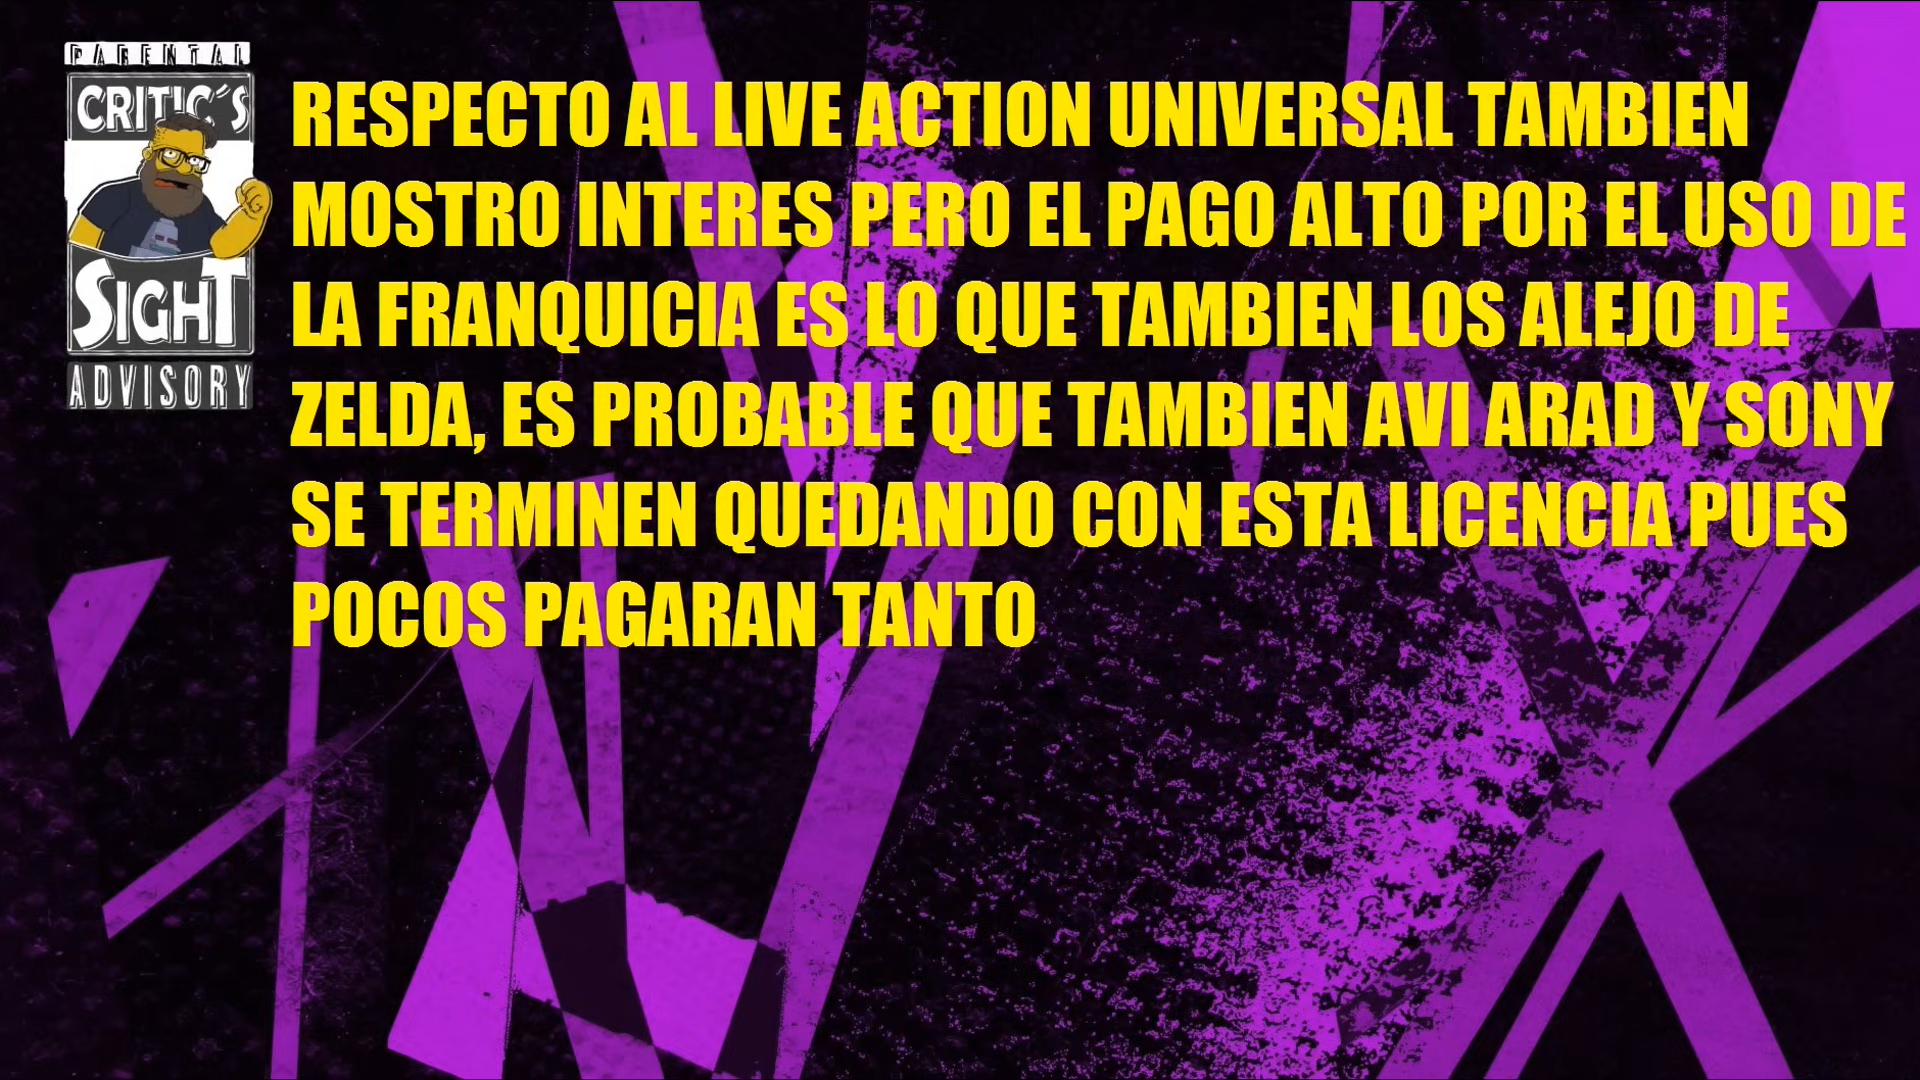 PARENTAL
CRITIC´S
SIGHT
ADVISORY
RESPECTO AL LIVE ACTION UNIVERSAL TAMBIEN
MOSTRO INTERES PERO EL PAGO ALTO POR EL USO DE
LA FRANQUICIA ES LO QUE TAMBIEN LOS ALEJO DE
ZELDA, ES PROBABLE QUE TAMBIEN AVI ARAD Y SONY
SE TERMINEN QUEDANDO CON ESTA LICENCIA PUES
POCOS PAGARAN TANTO